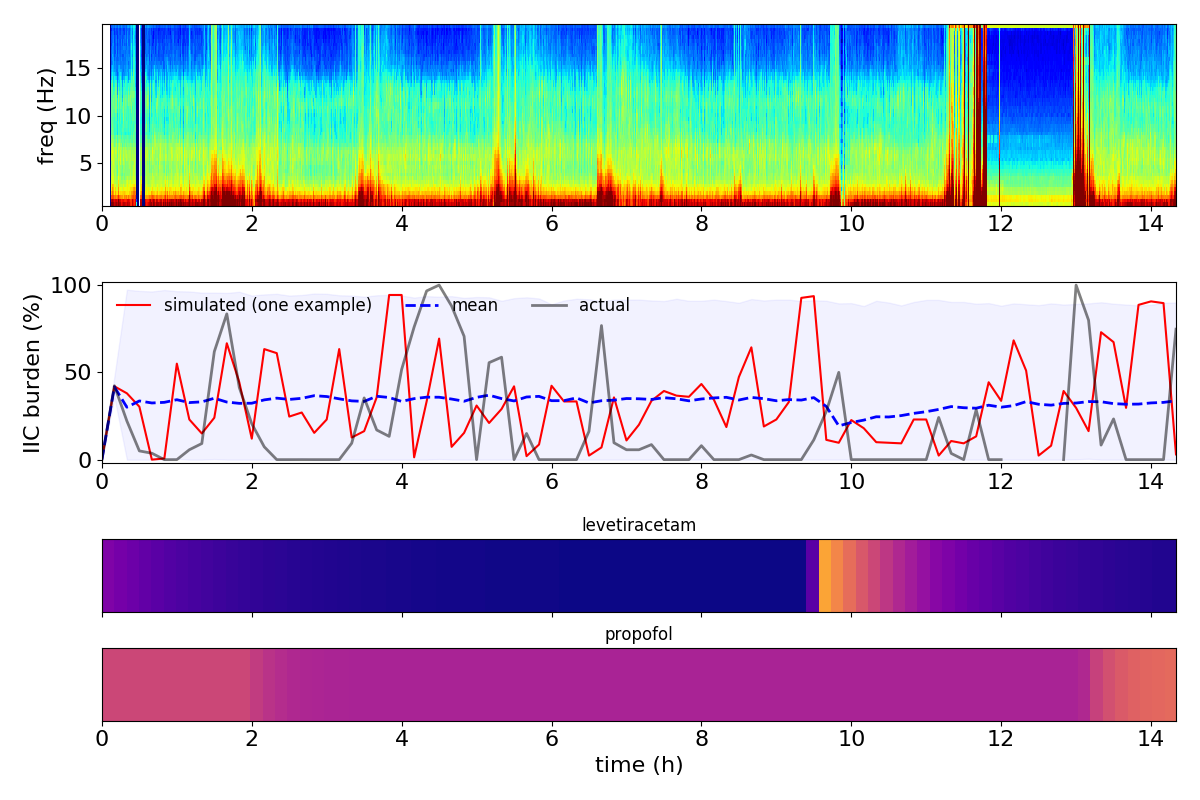 freq (Hz)
15
10
5
0 2 4 6 8 10 12 14
IIC burden (%)
100
50
0
simulated (one example) mean actual
0 2 4 6 8 10 12 14
levetiracetam
propofol
0 2 4 6 8 10 12 14
time (h)